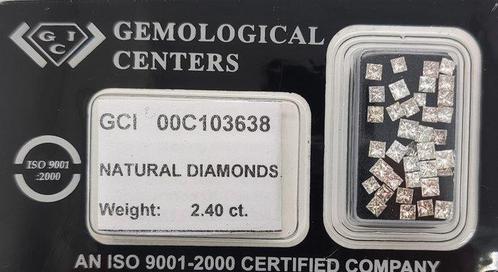 G I C
GEMOLOGICAL
CENTERS
GCI 00C103638
NATURAL DIAMONDS
Weight: 2.40 ct.
ISO 9001
:2000
AN ISO 9001-2000 CERTIFIED COMPANY